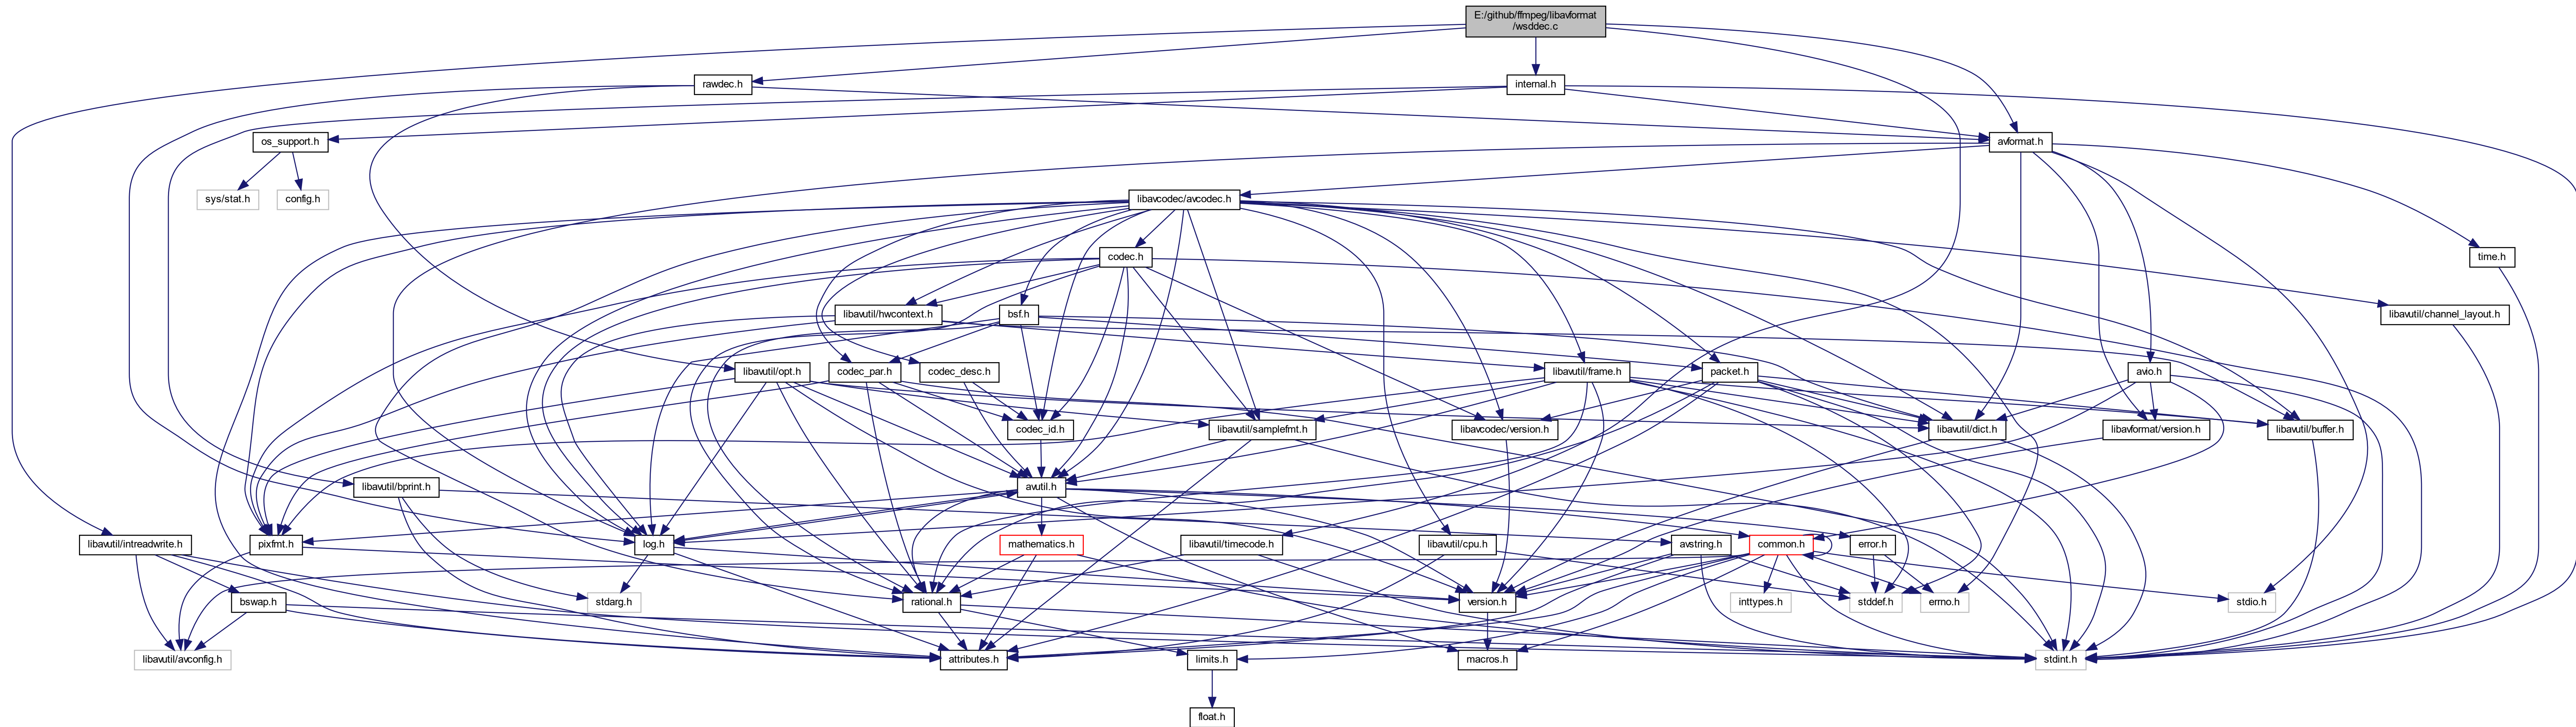 E:/github/ffmpeg/libavformat
/wsddec.c
rawdec.h
internal.h
os_support.h
avformat.h
sys/stat.h
config.h
libavcodec/avcodec.h
codec.h
time.h
libavutil/hwcontext.h
bsf.h
libavutil/channel_layout.h
libavutil/opt.h
codec_par.h
codec_desc.h
libavutil/frame.h
packet.h
avio.h
codec_id.h
libavutil/samplefmt.h
libavcodec/version.h
libavutil/dict.h
libavformat/version.h
libavutil/buffer.h
libavutil/bprint.h
avutil.h
libavutil/intreadwrite.h
pixfmt.h
log.h
mathematics.h
libavutil/timecode.h
libavutil/cpu.h
avstring.h
common.h
error.h
bswap.h
stdarg.h
rational.h
version.h
inttypes.h
stddef.h
errno.h
stdio.h
libavutil/avconfig.h
attributes.h
limits.h
macros.h
stdint.h
float.h